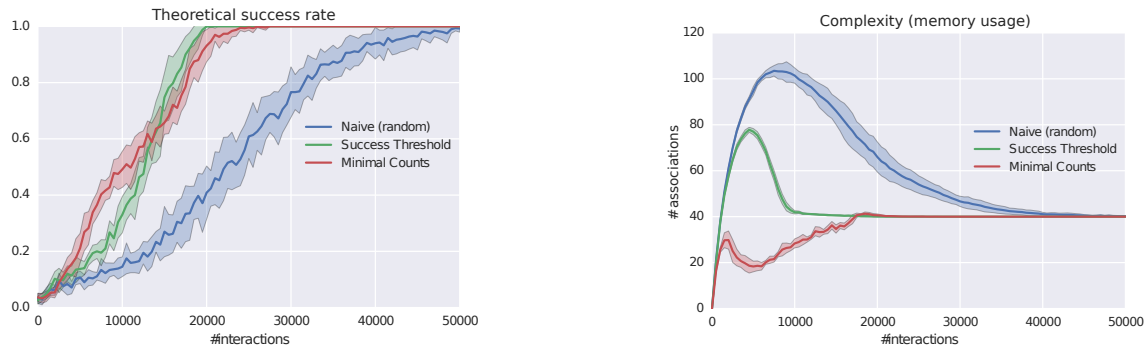 Theoretical success rate
1.0
0.8
0.6
0.4
0.2
0.0
Naive (random)
Success Threshold
Minimal Counts
0 10000 20000 30000 40000 50000
#interactions
Complexity (memory usage)
120
100
80
60
40
20
0
#associations
Naive (random)
Success Threshold
Minimal Counts
0 10000 20000 30000 40000 50000
#interactions